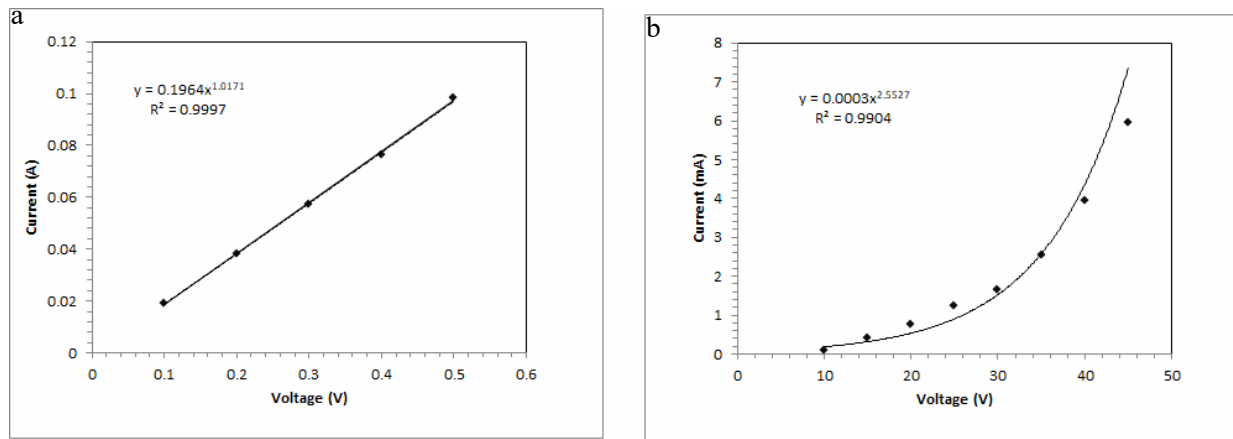 a
0.12
0.1
0.08
0.06
0.04
0.02
0
Current (A)
y = 0.1964x^1.0171
R² = 0.9997
0 0.1 0.2 0.3 0.4 0.5 0.6
Voltage (V)
b
8
7
6
5
4
3
2
1
0
Current (mA)
y = 0.0003x^2.5527
R² = 0.9904
0 10 20 30 40 50
Voltage (V)